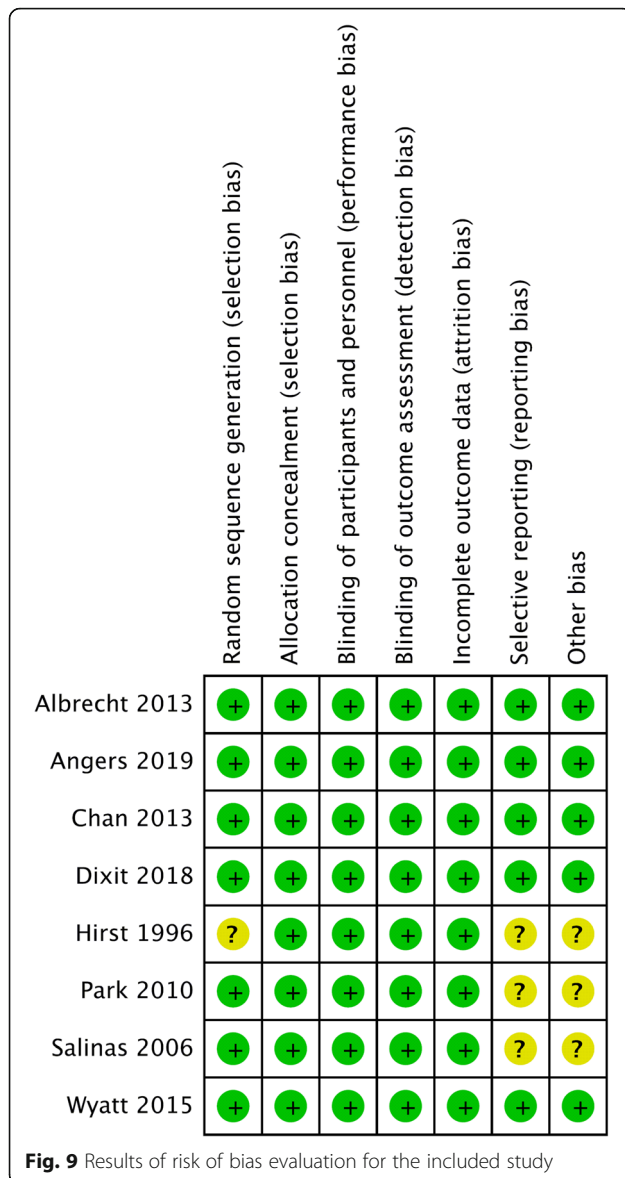 Random sequence generation (selection bias)
Allocation concealment (selection bias)
Blinding of participants and personnel (performance bias)
Blinding of outcome assessment (detection bias)
Incomplete outcome data (attrition bias)
Selective reporting (reporting bias)
Other bias
Albrecht 2013 + + + + + + +
Angers 2019 + + + + + + +
Chan 2013 + + + + + + +
Dixit 2018 + + + + + + +
Hirst 1996 ? + + + + ? ?
Park 2010 + + + + + ? ?
Salinas 2006 + + + + + ? ?
Wyatt 2015 + + + + + + +
Fig. 9 Results of risk of bias evaluation for the included study